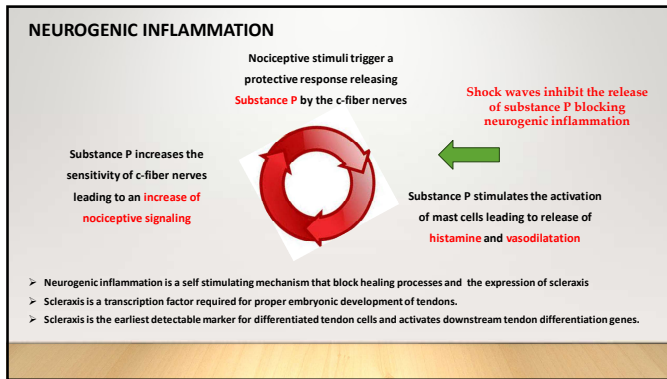 NEUROGENIC INFLAMMATION
Nociceptive stimuli trigger a
protective response releasing
Substance P by the c-fiber nerves
Shock waves inhibit the release
of substance P blocking
neurogenic inflammation
Substance P increases the
sensitivity of c-fiber nerves
leading to an increase of
nociceptive signaling
Substance P stimulates the activation
of mast cells leading to release of
histamine and vasodilatation
➢ Neurogenic inflammation is a self stimulating mechanism that block healing processes and the expression of scleraxis
➢ Scleraxis is a transcription factor required for proper embryonic development of tendons.
➢ Scleraxis is the earliest detectable marker for differentiated tendon cells and activates downstream tendon differentiation genes.